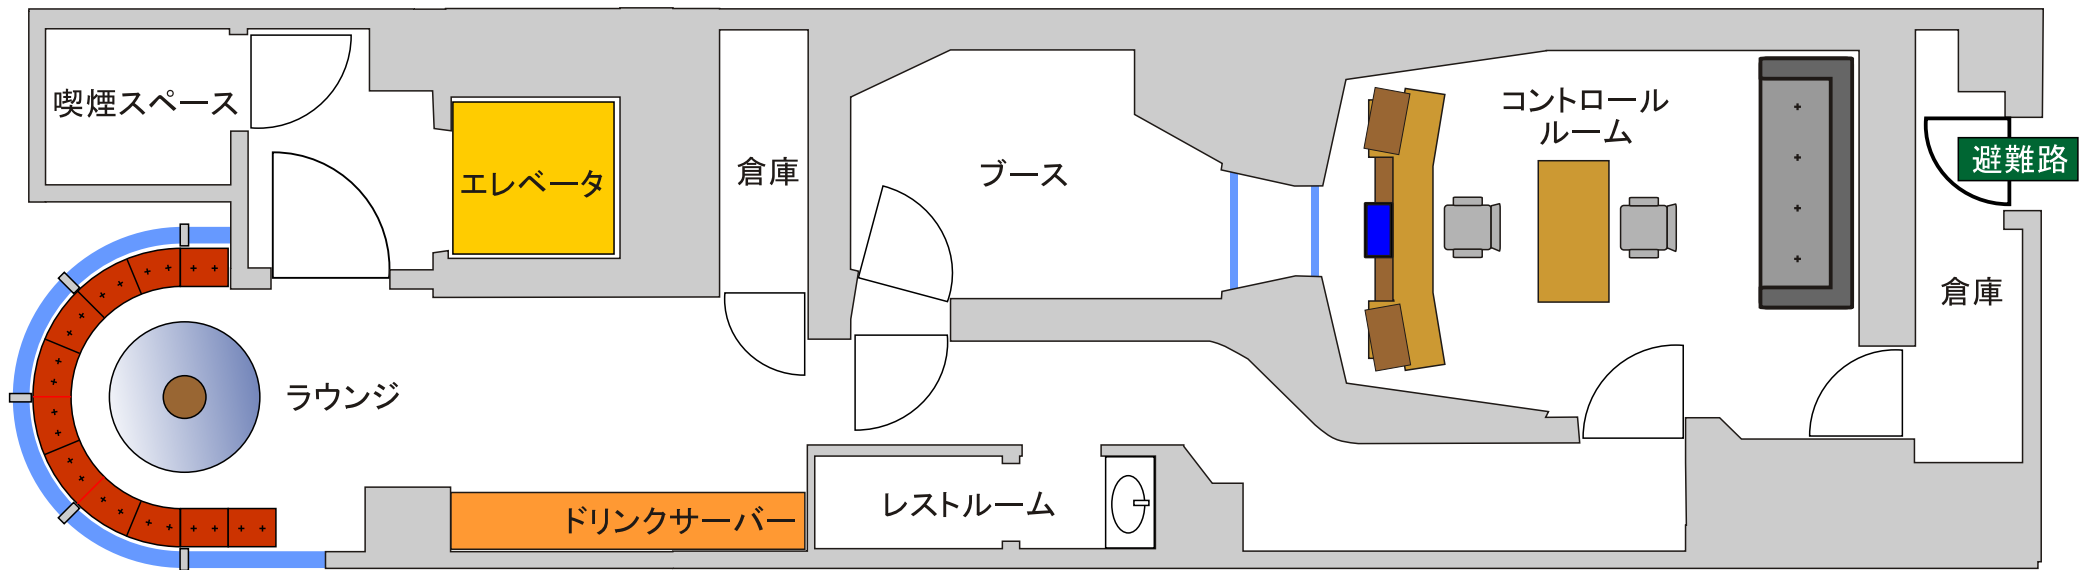 喫煙スペース
エレベータ
倉庫
ブース
コントロール
ルーム
避難路
倉庫
ラウンジ
ドリンクサーバー
レストルーム